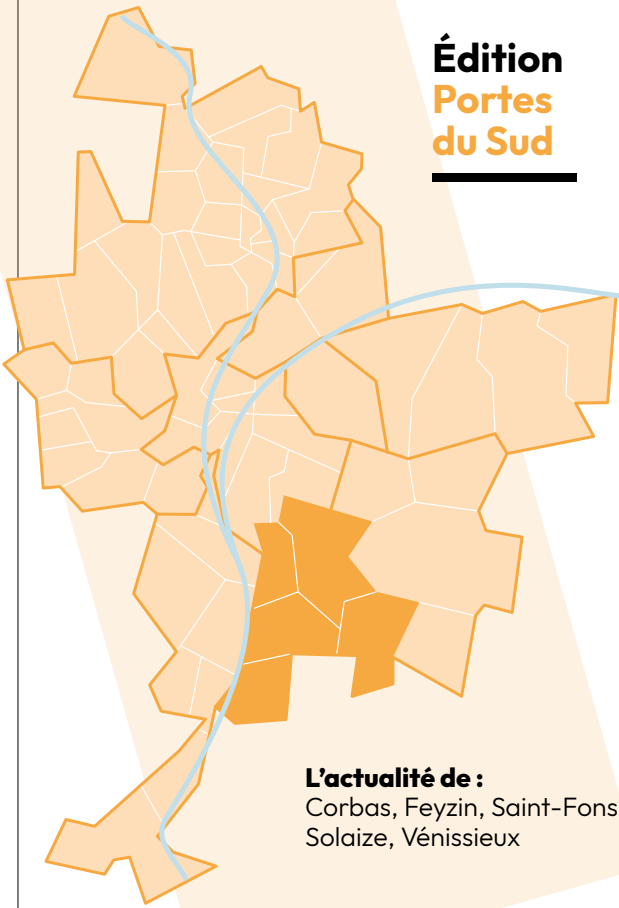 Édition
Portes
du Sud
L'actualité de :
Corbas, Feyzin, Saint-Fons
Solaize, Vénissieux